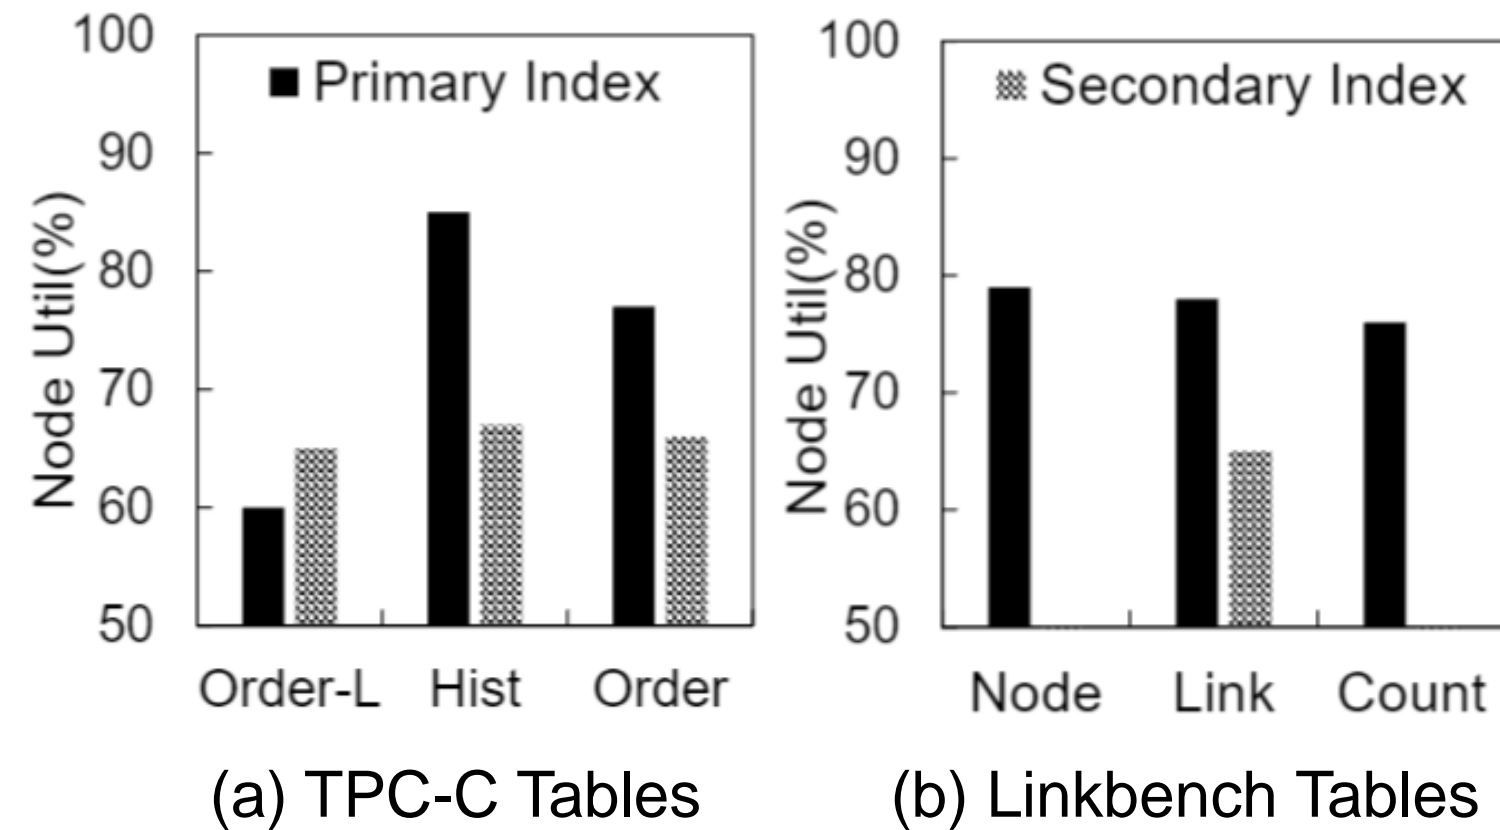 100
90
80
70
60
50
Node Util(%)
Primary Index
Order-L Hist Order
(a) TPC-C Tables
100
90
80
70
60
50
Node Util(%)
Secondary Index
Node Link Count
(b) Linkbench Tables